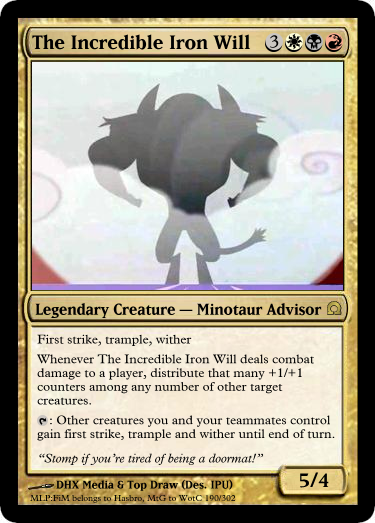 The Incredible Iron Will 3
Legendary Creature — Minotaur Advisor
First strike, trample, wither
Whenever The Incredible Iron Will deals combat
damage to a player, distribute that many +1/+1
counters among any number of other target
creatures.
: Other creatures you and your teammates control
gain first strike, trample and wither until end of turn.
“Stomp if you’re tired of being a doormat!”
5/4
DHX Media & Top Draw (Des. IPU)
MLP:FiM belongs to Hasbro, MtG to WotC 190/302